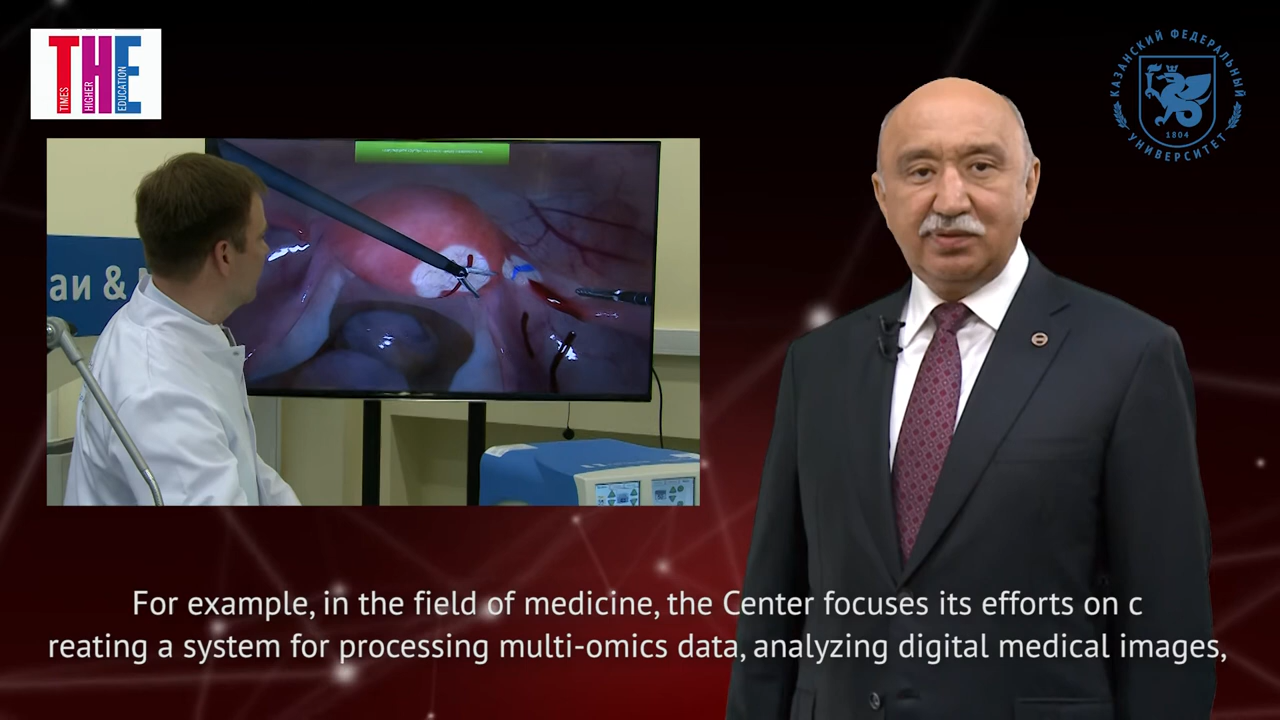 THE
TIMES
HIGHER
EDUCATION
КАЗАНСКИЙ ФЕДЕРАЛЬНЫЙ
УНИВЕРСИТЕТ
1804
аи &
For example, in the field of medicine, the Center focuses its efforts on c
reating a system for processing multi-omics data, analyzing digital medical images,